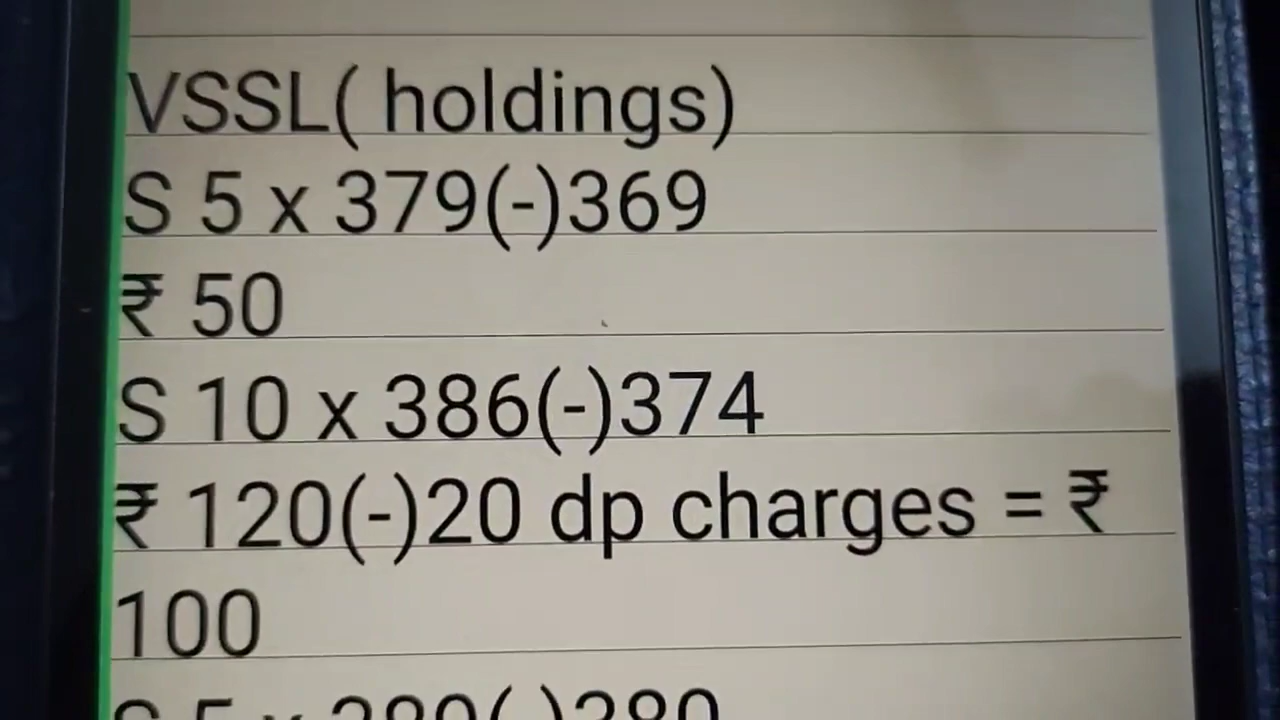 VSSL( holdings)
S 5 x 379(-)369
₹ 50
S 10 x 386(-)374
₹ 120(-)20 dp charges = ₹
100